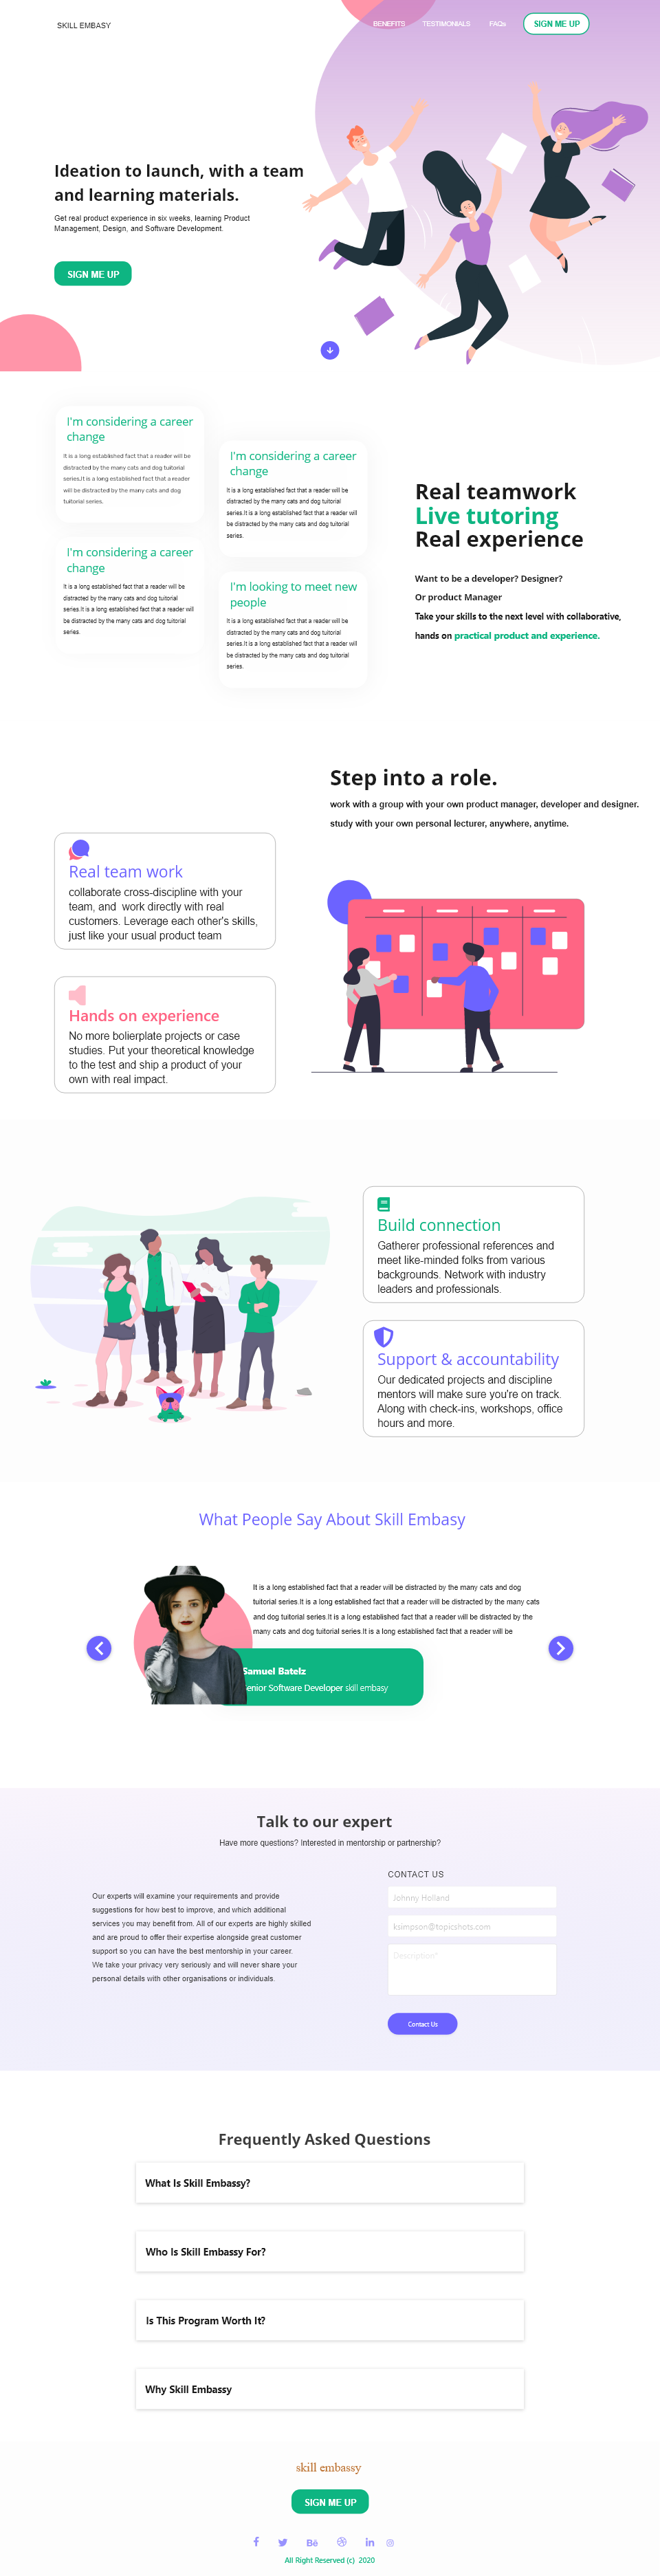 SKILL EMBASY
BENEFITS TESTIMONIALS FAQs SIGN ME UP
Ideation to launch, with a team
and learning materials.
Get real product experience in six weeks, learning Product
Management, Design, and Software Development.
SIGN ME UP
I'm considering a career
change
It is a long established fact that a reader will be
distracted by the many cats and dog tuitorial
series.It is a long established fact that a reader
will be distracted by the many cats and dog
tuitorial series.
I'm considering a career
change
It is a long established fact that a reader will be
distracted by the many cats and dog tuitorial
series.It is a long established fact that a reader will
be distracted by the many cats and dog tuitorial
series.
I'm considering a career
change
It is a long established fact that a reader will be
distracted by the many cats and dog tuitorial
series.It is a long established fact that a reader will
be distracted by the many cats and dog tuitorial
series.
I'm looking to meet new
people
It is a long established fact that a reader will be
distracted by the many cats and dog tuitorial
series.It is a long established fact that a reader will
be distracted by the many cats and dog tuitorial
series.
Real teamwork
Live tutoring
Real experience
Want to be a developer? Designer?
Or product Manager
Take your skills to the next level with collaborative,
hands on practical product and experience.
Step into a role.
work with a group with your own product manager, developer and designer.
study with your own personal lecturer, anywhere, anytime.
Real team work
collaborate cross-discipline with your
team, and work directly with real
customers. Leverage each other's skills,
just like your usual product team
Hands on experience
No more bolierplate projects or case
studies. Put your theoretical knowledge
to the test and ship a product of your
own with real impact.
Build connection
Gatherer professional references and
meet like-minded folks from various
backgrounds. Network with industry
leaders and professionals.
Support & accountability
Our dedicated projects and discipline
mentors will make sure you're on track.
Along with check-ins, workshops, office
hours and more.
What People Say About Skill Embasy
It is a long established fact that a reader will be distracted by the many cats and dog
tuitorial series.It is a long established fact that a reader will be distracted by the many cats
and dog tuitorial series.It is a long established fact that a reader will be distracted by the
many cats and dog tuitorial series.It is a long established fact that a reader will be
Samuel Batelz
enior Software Developer skill embasy
Talk to our expert
Have more questions? Interested in mentorship or partnership?
Our experts will examine your requirements and provide
suggestions for how best to improve, and which additional
services you may benefit from. All of our experts are highly skilled
and are proud to offer their expertise alongside great customer
support so you can have the best mentorship in your career.
We take your privacy very seriously and will never share your
personal details with other organisations or individuals.
CONTACT US
Johnny Holland
ksimpson@topicshots.com
Description*
Contact Us
Frequently Asked Questions
What Is Skill Embassy?
Who Is Skill Embassy For?
Is This Program Worth It?
Why Skill Embassy
skill embassy
SIGN ME UP
All Right Reserved (c) 2020